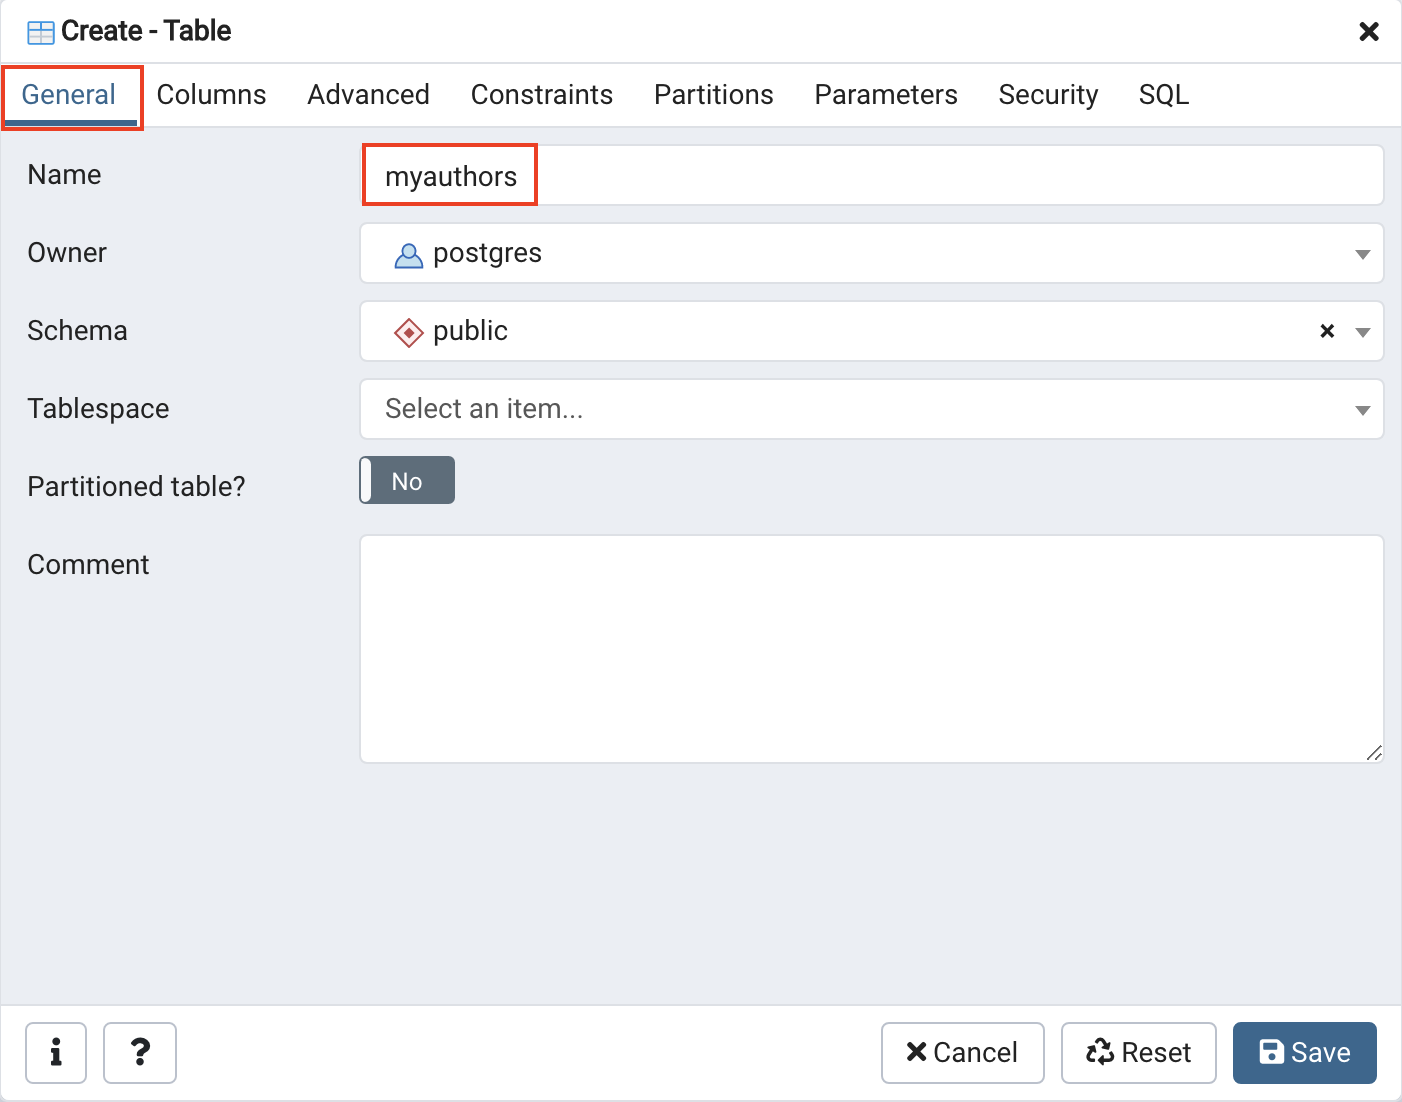 Create - Table
General Columns Advanced Constraints Partitions Parameters Security SQL
Name myauthors
Owner postgres
Schema public
Tablespace Select an item...
Partitioned table? No
Comment
i ? Cancel Reset Save